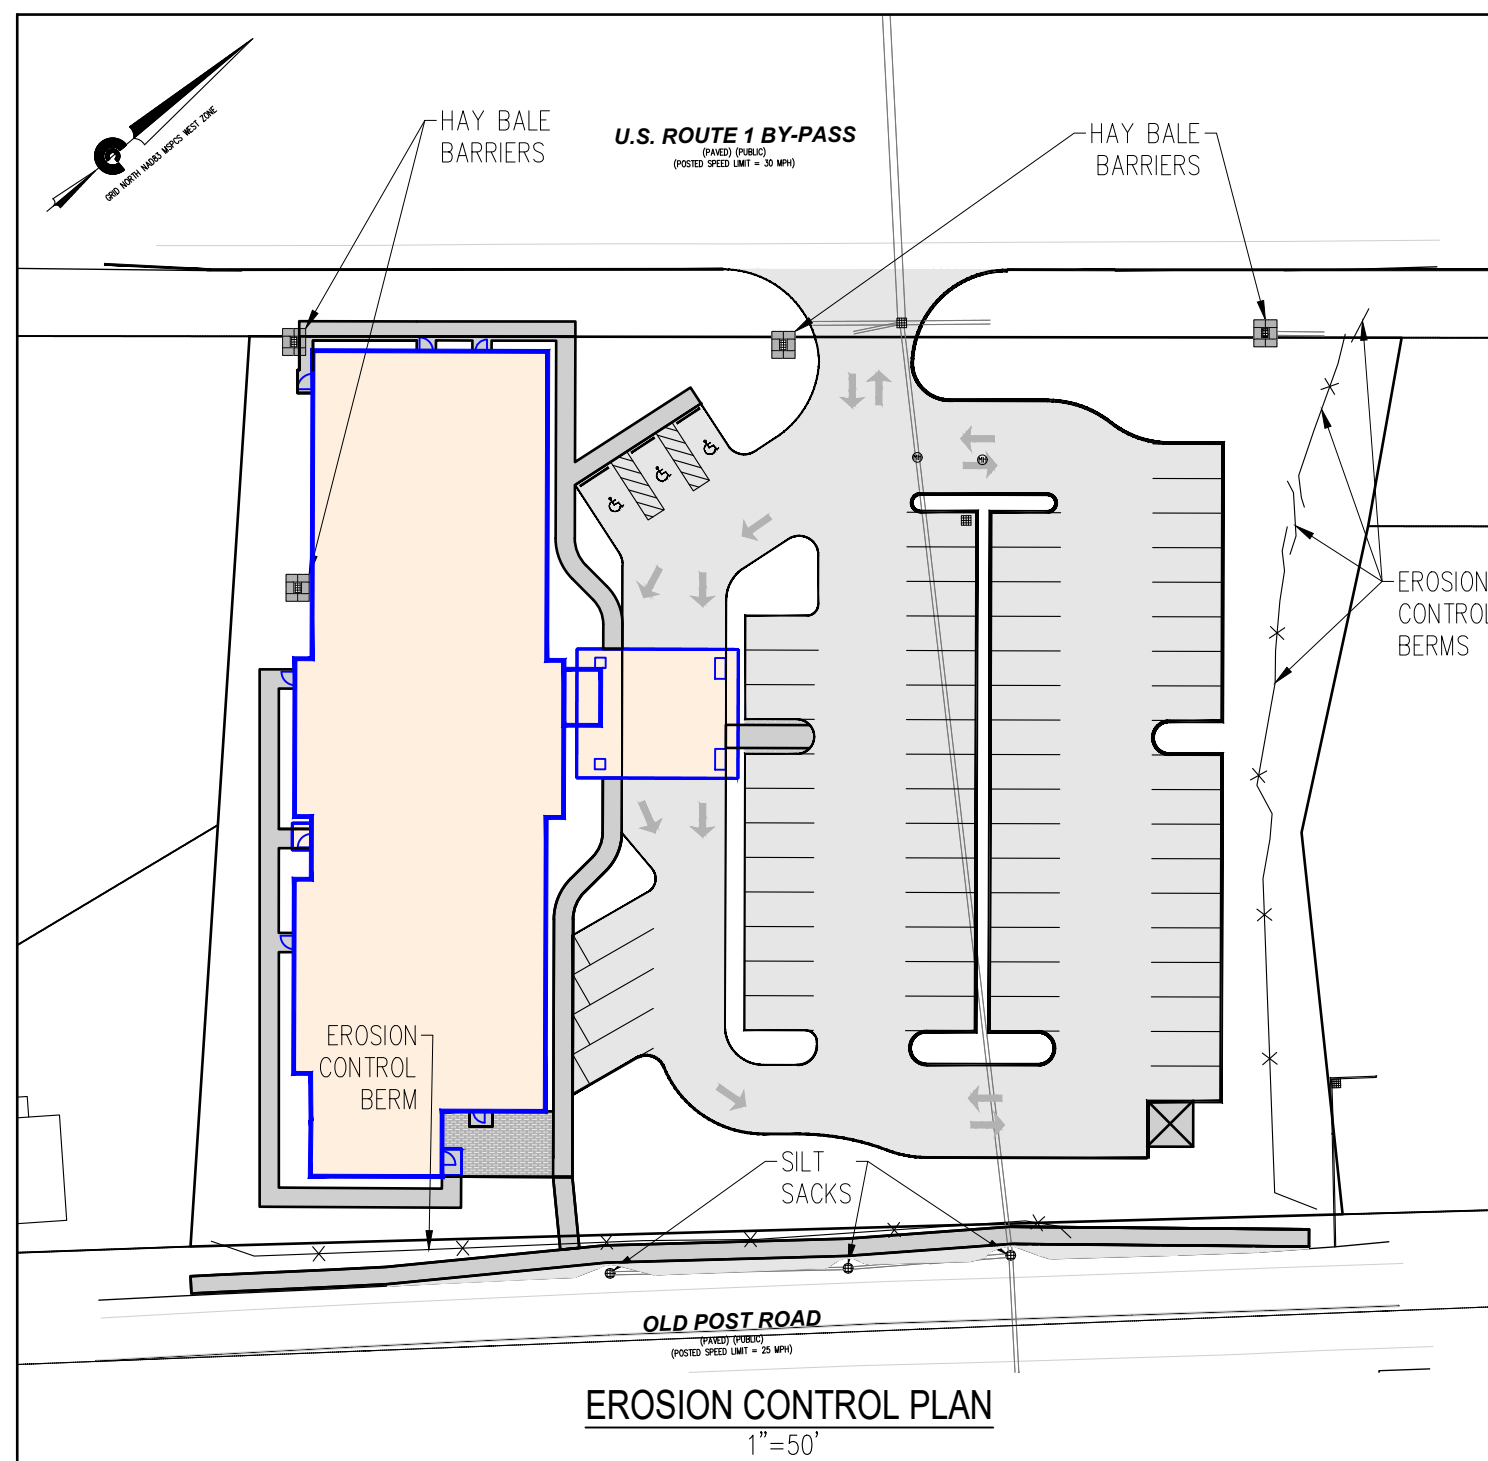 GRID NORTH NAD83 MSPCS WEST ZONE
HAY BALE
BARRIERS
U.S. ROUTE 1 BY-PASS
(PAVED) (PUBLIC)
(POSTED SPEED LIMIT = 30 MPH)
HAY BALE
BARRIERS
EROSION
CONTROL
BERMS
EROSION
CONTROL
BERM
SILT
SACKS
OLD POST ROAD
(PAVED) (PUBLIC)
(POSTED SPEED LIMIT = 25 MPH)
EROSION CONTROL PLAN
1"=50'